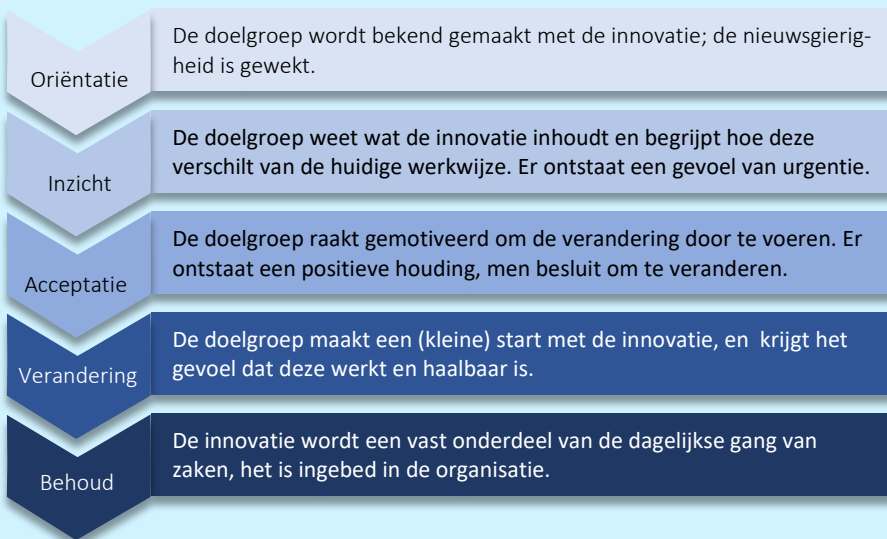 Oriëntatie
De doelgroep wordt bekend gemaakt met de innovatie; de nieuwsgierig-
heid is gewekt.
Inzicht
De doelgroep weet wat de innovatie inhoudt en begrijpt hoe deze
verschilt van de huidige werkwijze. Er ontstaat een gevoel van urgentie.
Acceptatie
De doelgroep raakt gemotiveerd om de verandering door te voeren. Er
ontstaat een positieve houding, men besluit om te veranderen.
Verandering
De doelgroep maakt een (kleine) start met de innovatie, en  krijgt het
gevoel dat deze werkt en haalbaar is.
Behoud
De innovatie wordt een vast onderdeel van de dagelijkse gang van
zaken, het is ingebed in de organisatie.